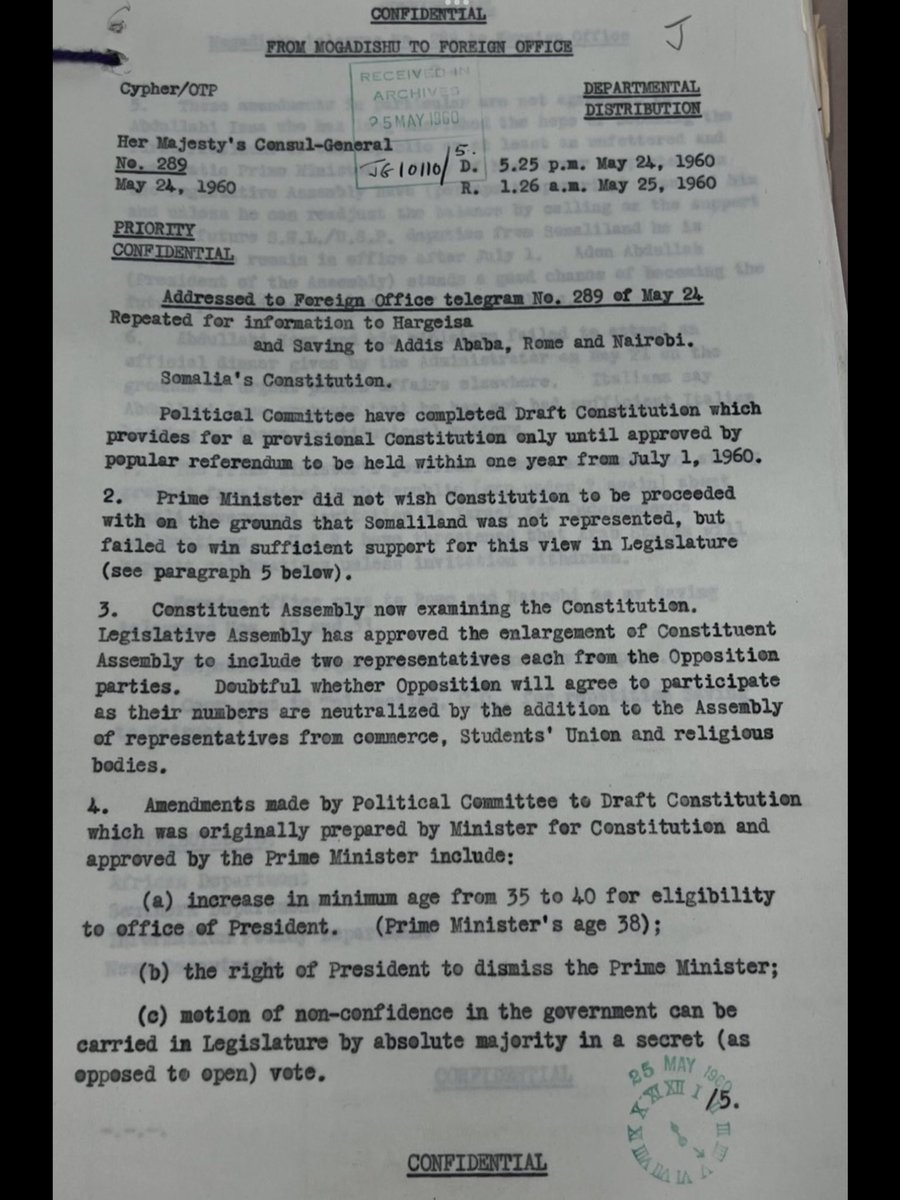 CONFIDENTIAL
J
FROM MOGADISHU TO FOREIGN OFFICE
Cypher/OTP
RECEIVED IN
ARCHIVES
25 MAY 1960
JG10110/15.
DEPARTMENTAL
DISTRIBUTION
Her Majesty's Consul-General
No. 289 D. 5.25 p.m. May 24, 1960
May 24, 1960 R. 1.26 a.m. May 25, 1960
PRIORITY
CONFIDENTIAL
Addressed to Foreign Office telegram No. 289 of May 24
Repeated for information to Hargeisa
and Saving to Addis Ababa, Rome and Nairobi.
Somalia's Constitution.
Political Committee have completed Draft Constitution which
provides for a provisional Constitution only until approved by
popular referendum to be held within one year from July 1, 1960.
2. Prime Minister did not wish Constitution to be proceeded
with on the grounds that Somaliland was not represented, but
failed to win sufficient support for this view in Legislature
(see paragraph 5 below).
3. Constituent Assembly now examining the Constitution.
Legislative Assembly has approved the enlargement of Constituent
Assembly to include two representatives each from the Opposition
parties. Doubtful whether Opposition will agree to participate
as their numbers are neutralized by the addition to the Assembly
of representatives from commerce, Students' Union and religious
bodies.
4. Amendments made by Political Committee to Draft Constitution
which was originally prepared by Minister for Constitution and
approved by the Prime Minister include:
(a) increase in minimum age from 35 to 40 for eligibility
to office of President. (Prime Minister's age 38);
(b) the right of President to dismiss the Prime Minister;
(c) motion of non-confidence in the government can be
carried in Legislature by absolute majority in a secret (as
opposed to open) vote.
25 MAY 1960
XII I II III IV V VI VII VIII IX X XI
/5.
CONFIDENTIAL